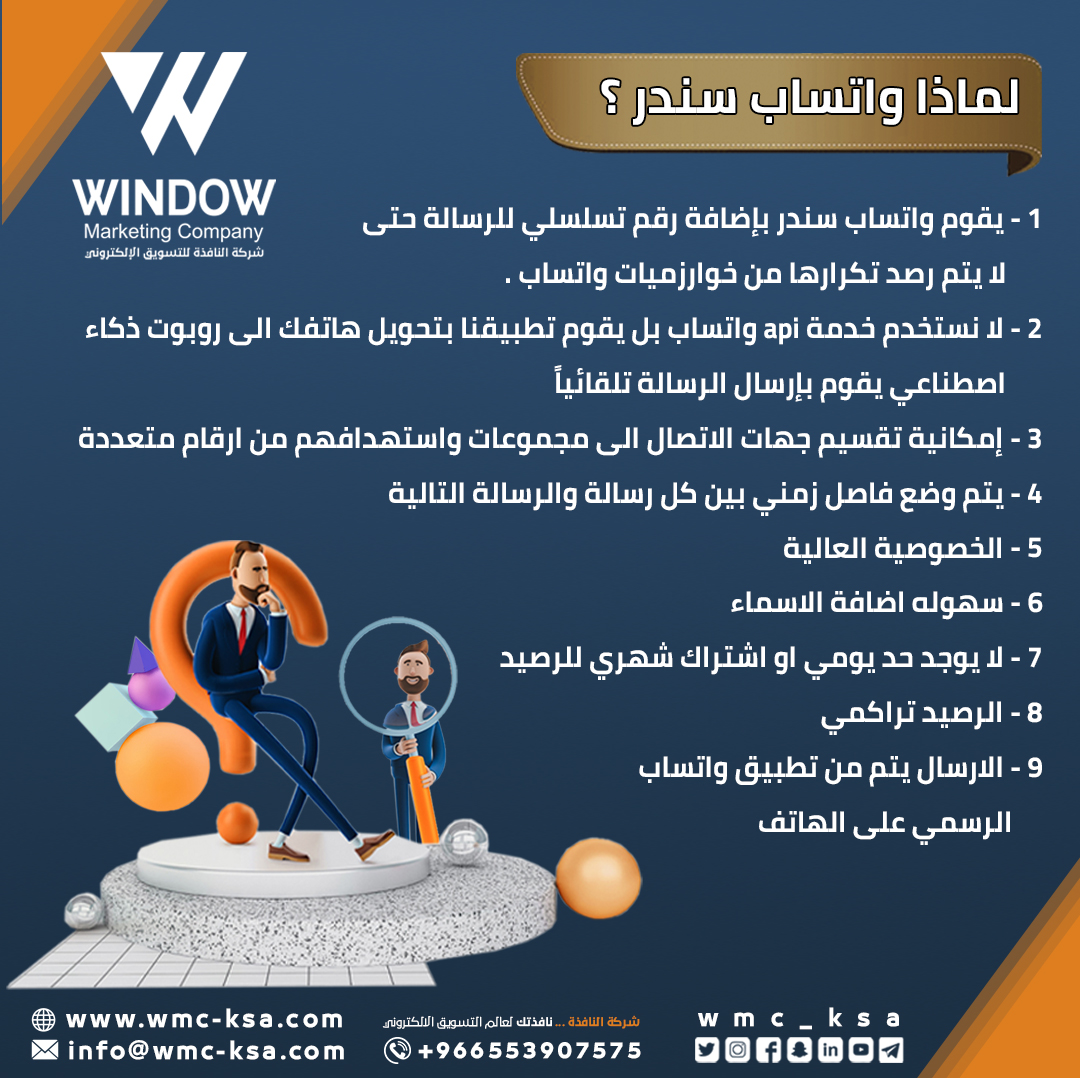 WINDOW
Marketing Company
شركة النافذة للتسويق الإلكتروني
لماذا واتساب سندر ؟
1 - يقوم واتساب سندر بإضافة رقم تسلسلي للرسالة حتى
لا يتم رصد تكرارها من خوارزميات واتساب .
2 - لا نستخدم خدمة api واتساب بل يقوم تطبيقنا بتحويل هاتفك الى روبوت ذكاء
اصطناعي يقوم بإرسال الرسالة تلقائياً
3 - إمكانية تقسيم جهات الاتصال الى مجموعات واستهدافهم من ارقام متعددة
4 - يتم وضع فاصل زمني بين كل رسالة والرسالة التالية
5 - الخصوصية العالية
6 - سهوله اضافة الاسماء
7 - لا يوجد حد يومي او اشتراك شهري للرصيد
8 - الرصيد تراكمي
9 - الارسال يتم من تطبيق واتساب
الرسمي على الهاتف
www.wmc-ksa.com
info@wmc-ksa.com
شركة النافذة ... نافذتك لعالم التسويق الالكتروني
+966553907575
wmc_ksa